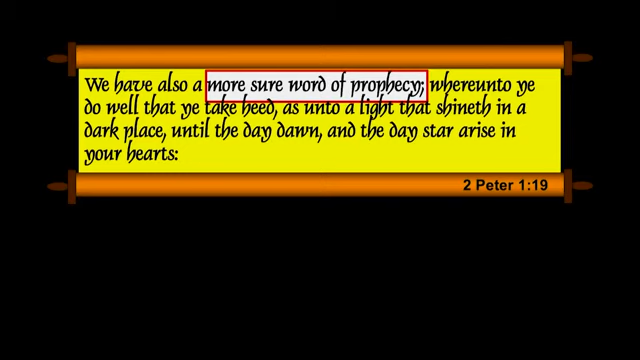 We have also a more sure word of prophecy; whereunto ye
do well that ye take heed, as unto a light that shineth in a
dark place, until the day dawn, and the day star arise in
your hearts:
2 Peter 1:19